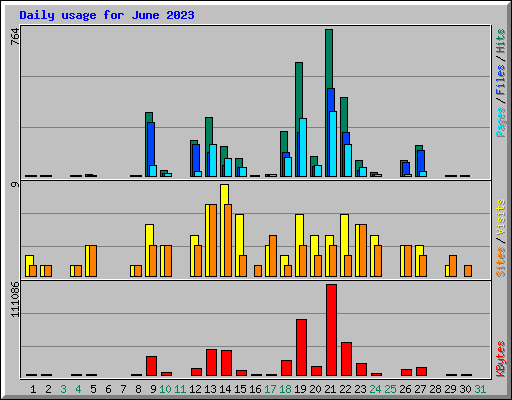 Daily usage for June 2023
764
Pages / Files / Hits
9
Sites / Visits
111086
KBytes
1 2 3 4 5 6 7 8 9 10 11 12 13 14 15 16 17 18 19 20 21 22 23 24 25 26 27 28 29 30 31